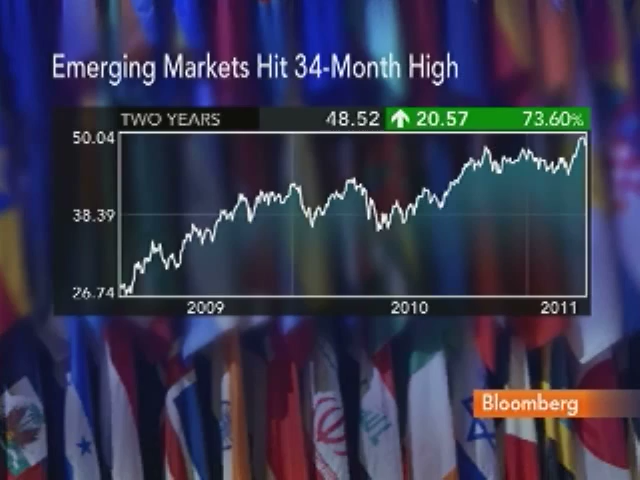 Emerging Markets Hit 34-Month High
TWO YEARS 48.52 20.57 73.60%
50.04
38.39
26.74
2009 2010 2011
Bloomberg